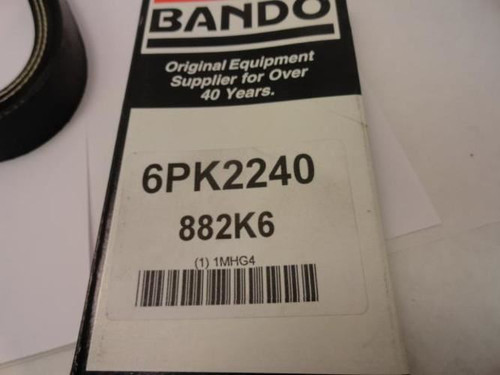 BANDO
Original Equipment
Supplier for Over
40 Years.
6PK2240
882K6
(1) 1MHG4